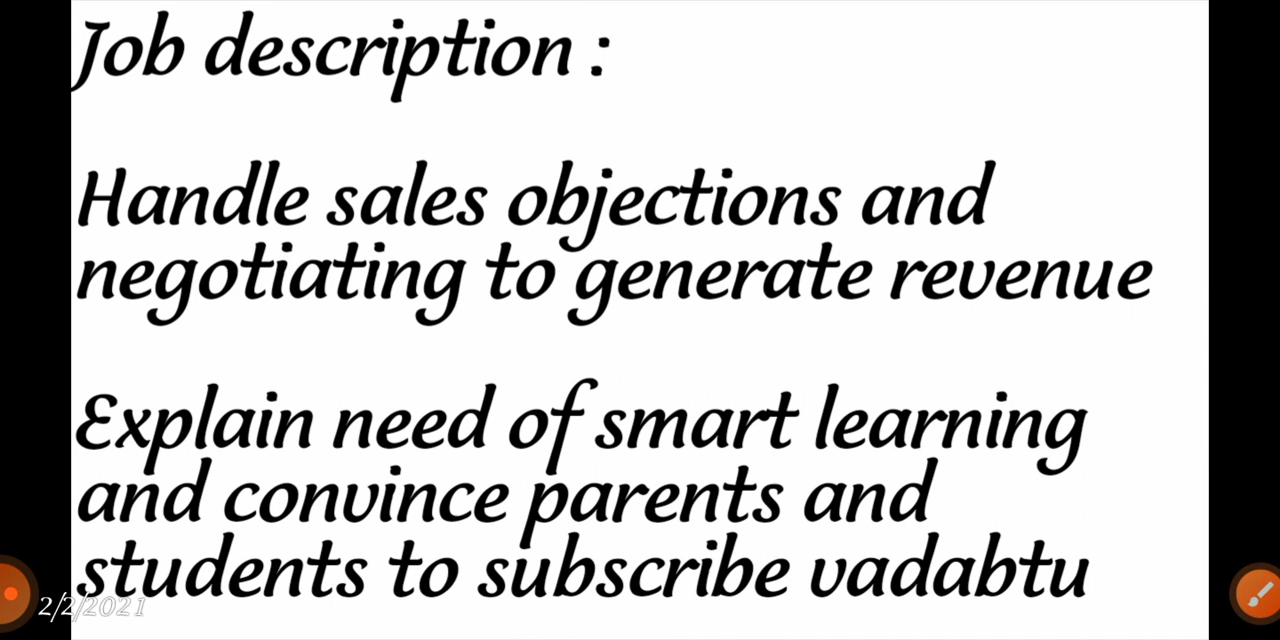 Job description :
Handle sales objections and
negotiating to generate revenue
Explain need of smart learning
and convince parents and
students to subscribe vadabtu
2/2/2021